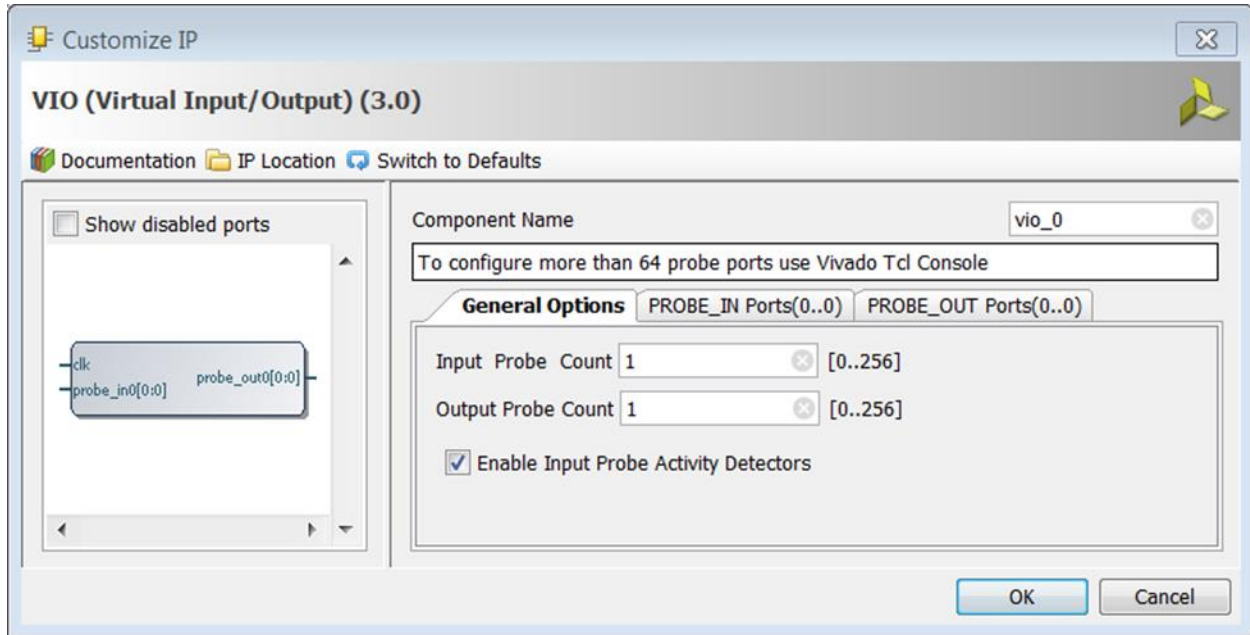 Customize IP
VIO (Virtual Input/Output) (3.0)
Documentation IP Location Switch to Defaults
Show disabled ports
clk
probe_in0[0:0]
probe_out0[0:0]
Component Name vio_0
To configure more than 64 probe ports use Vivado Tcl Console
General Options PROBE_IN Ports(0..0) PROBE_OUT Ports(0..0)
Input Probe Count 1 [0..256]
Output Probe Count 1 [0..256]
Enable Input Probe Activity Detectors
OK Cancel